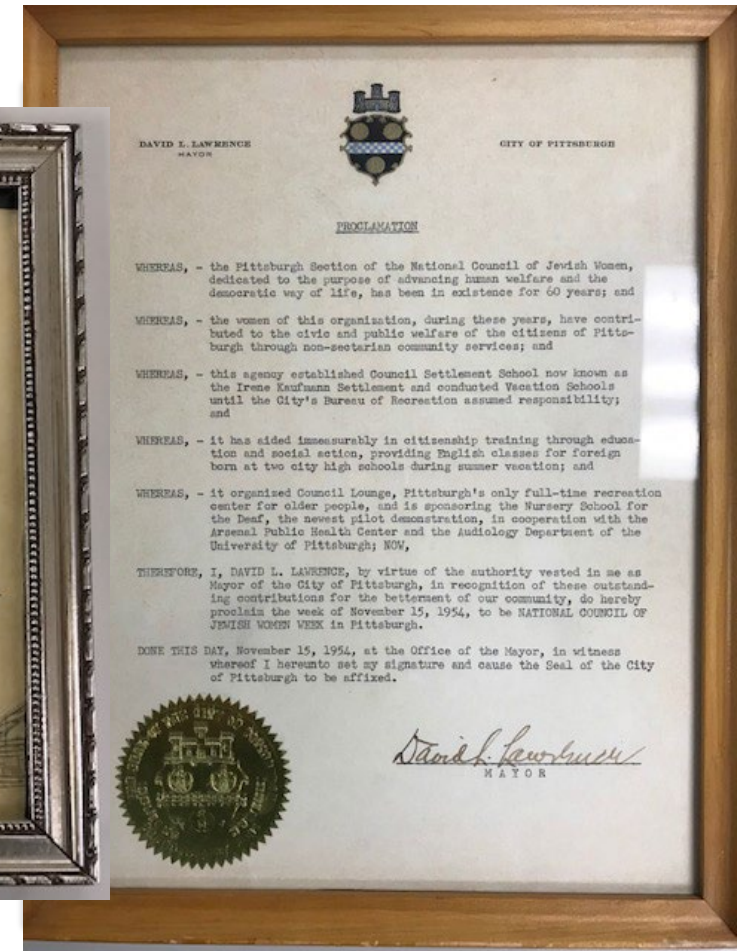 DAVID L. LAWRENCE
MAYOR
CITY OF PITTSBURGH
PROCLAMATION
WHEREAS, - the Pittsburgh Section of the National Council of Jewish Women,
dedicated to the purpose of advancing human welfare and the
democratic way of life, has been in existence for 60 years; and
WHEREAS, - the women of this organization, during these years, have contri-
buted to the civic and public welfare of the citizens of Pitts-
burgh through non-sectarian community services; and
WHEREAS, - this agency established Council Settlement School now known as
the Irene Kaufmann Settlement and conducted Vacation Schools
until the City's Bureau of Recreation assumed responsibility;
and
WHEREAS, - it has aided immeasurably in citizenship training through educa-
tion and social action, providing English classes for foreign
born at two city high schools during summer vacation; and
WHEREAS, - it organized Council Lounge, Pittsburgh's only full-time recreation
center for older people, and is sponsoring the Nursery School for
the Deaf, the newest pilot demonstration, in cooperation with the
Arsenal Public Health Center and the Audiology Department of the
University of Pittsburgh; NOW,
THEREFORE, I, DAVID L. LAWRENCE, by virtue of the authority vested in me as
Mayor of the City of Pittsburgh, in recognition of these outstand-
ing contributions for the betterment of our community, do hereby
proclaim the week of November 15, 1954, to be NATIONAL COUNCIL OF
JEWISH WOMEN WEEK in Pittsburgh.
DONE THIS DAY, November 15, 1954, at the Office of the Mayor, in witness
whereof I hereunto set my signature and cause the Seal of the City
of Pittsburgh to be affixed.
David L. Lawrence
MAYOR